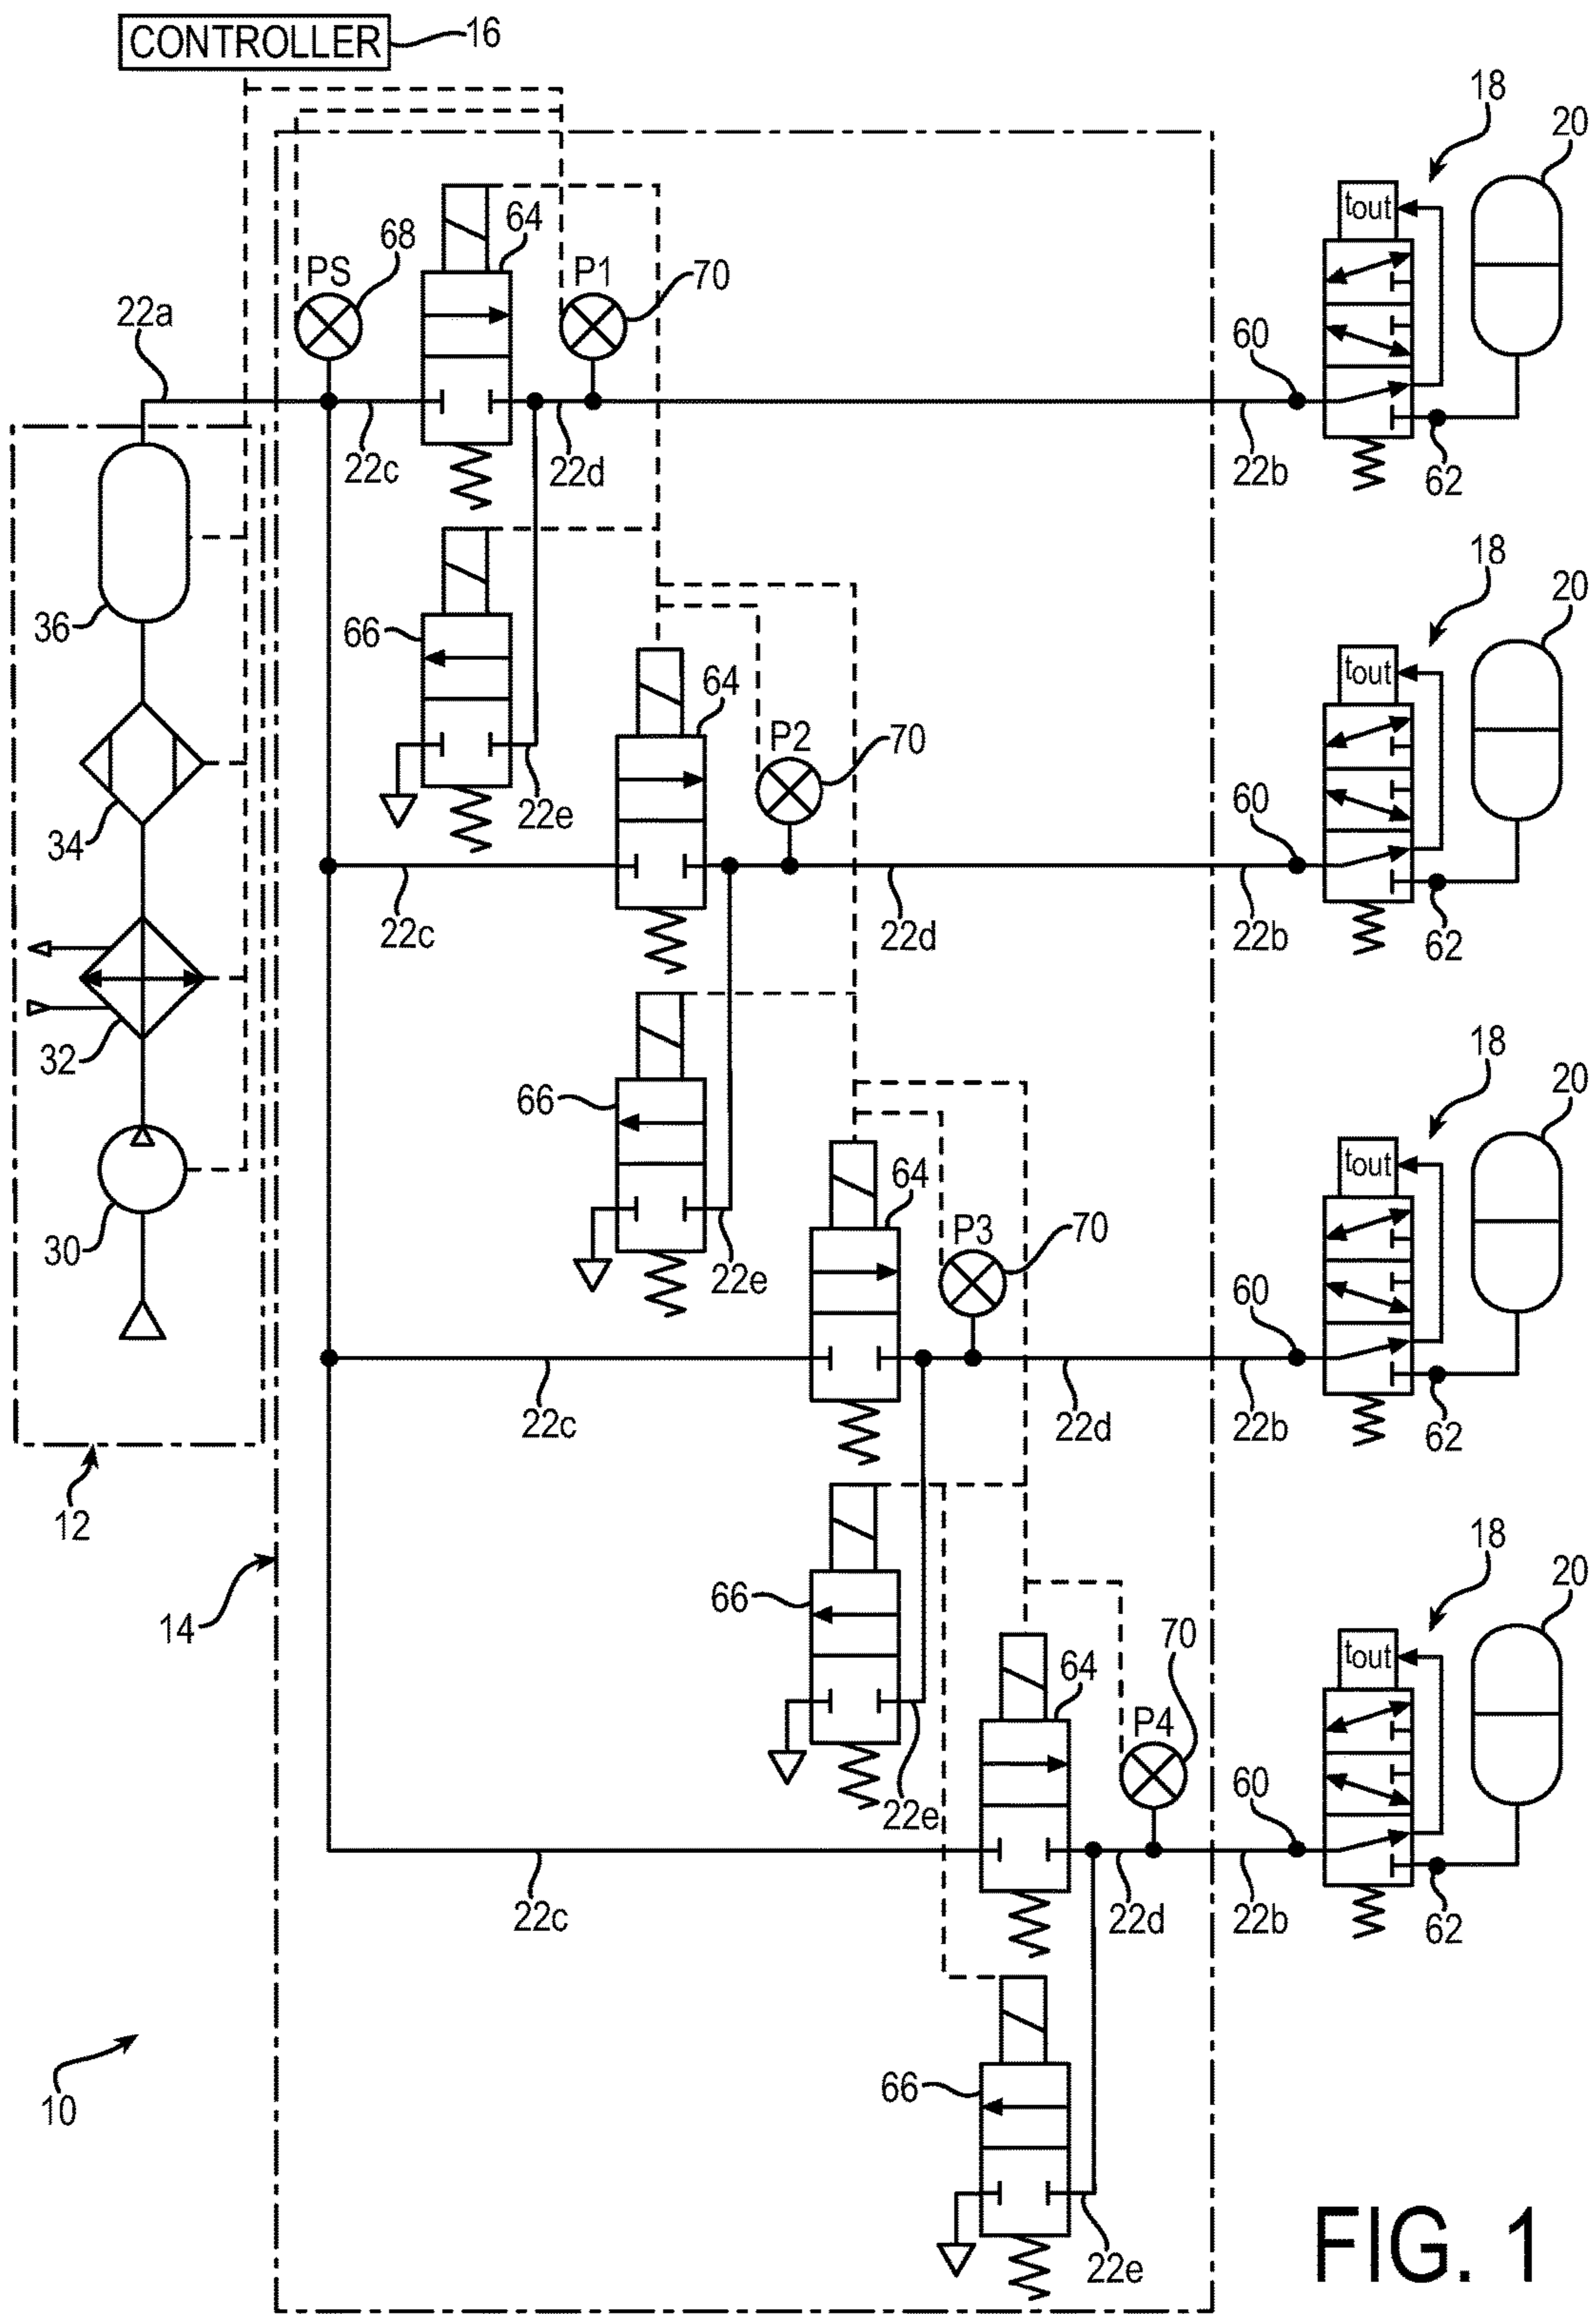 CONTROLLER 16
18
20
tout
64
68
PS
P1
70
22a
60
22c
22d
22b
62
18
20
36
66
tout
64
P2
70
34
22e
60
22c
22d
22b
62
32
18
20
66
tout
64
P3
70
30
22e
60
22c
22d
22b
62
12
18
20
66
14
tout
64
70
P4
60
22e
22c
22d
22b
62
66
10
22e
FIG. 1